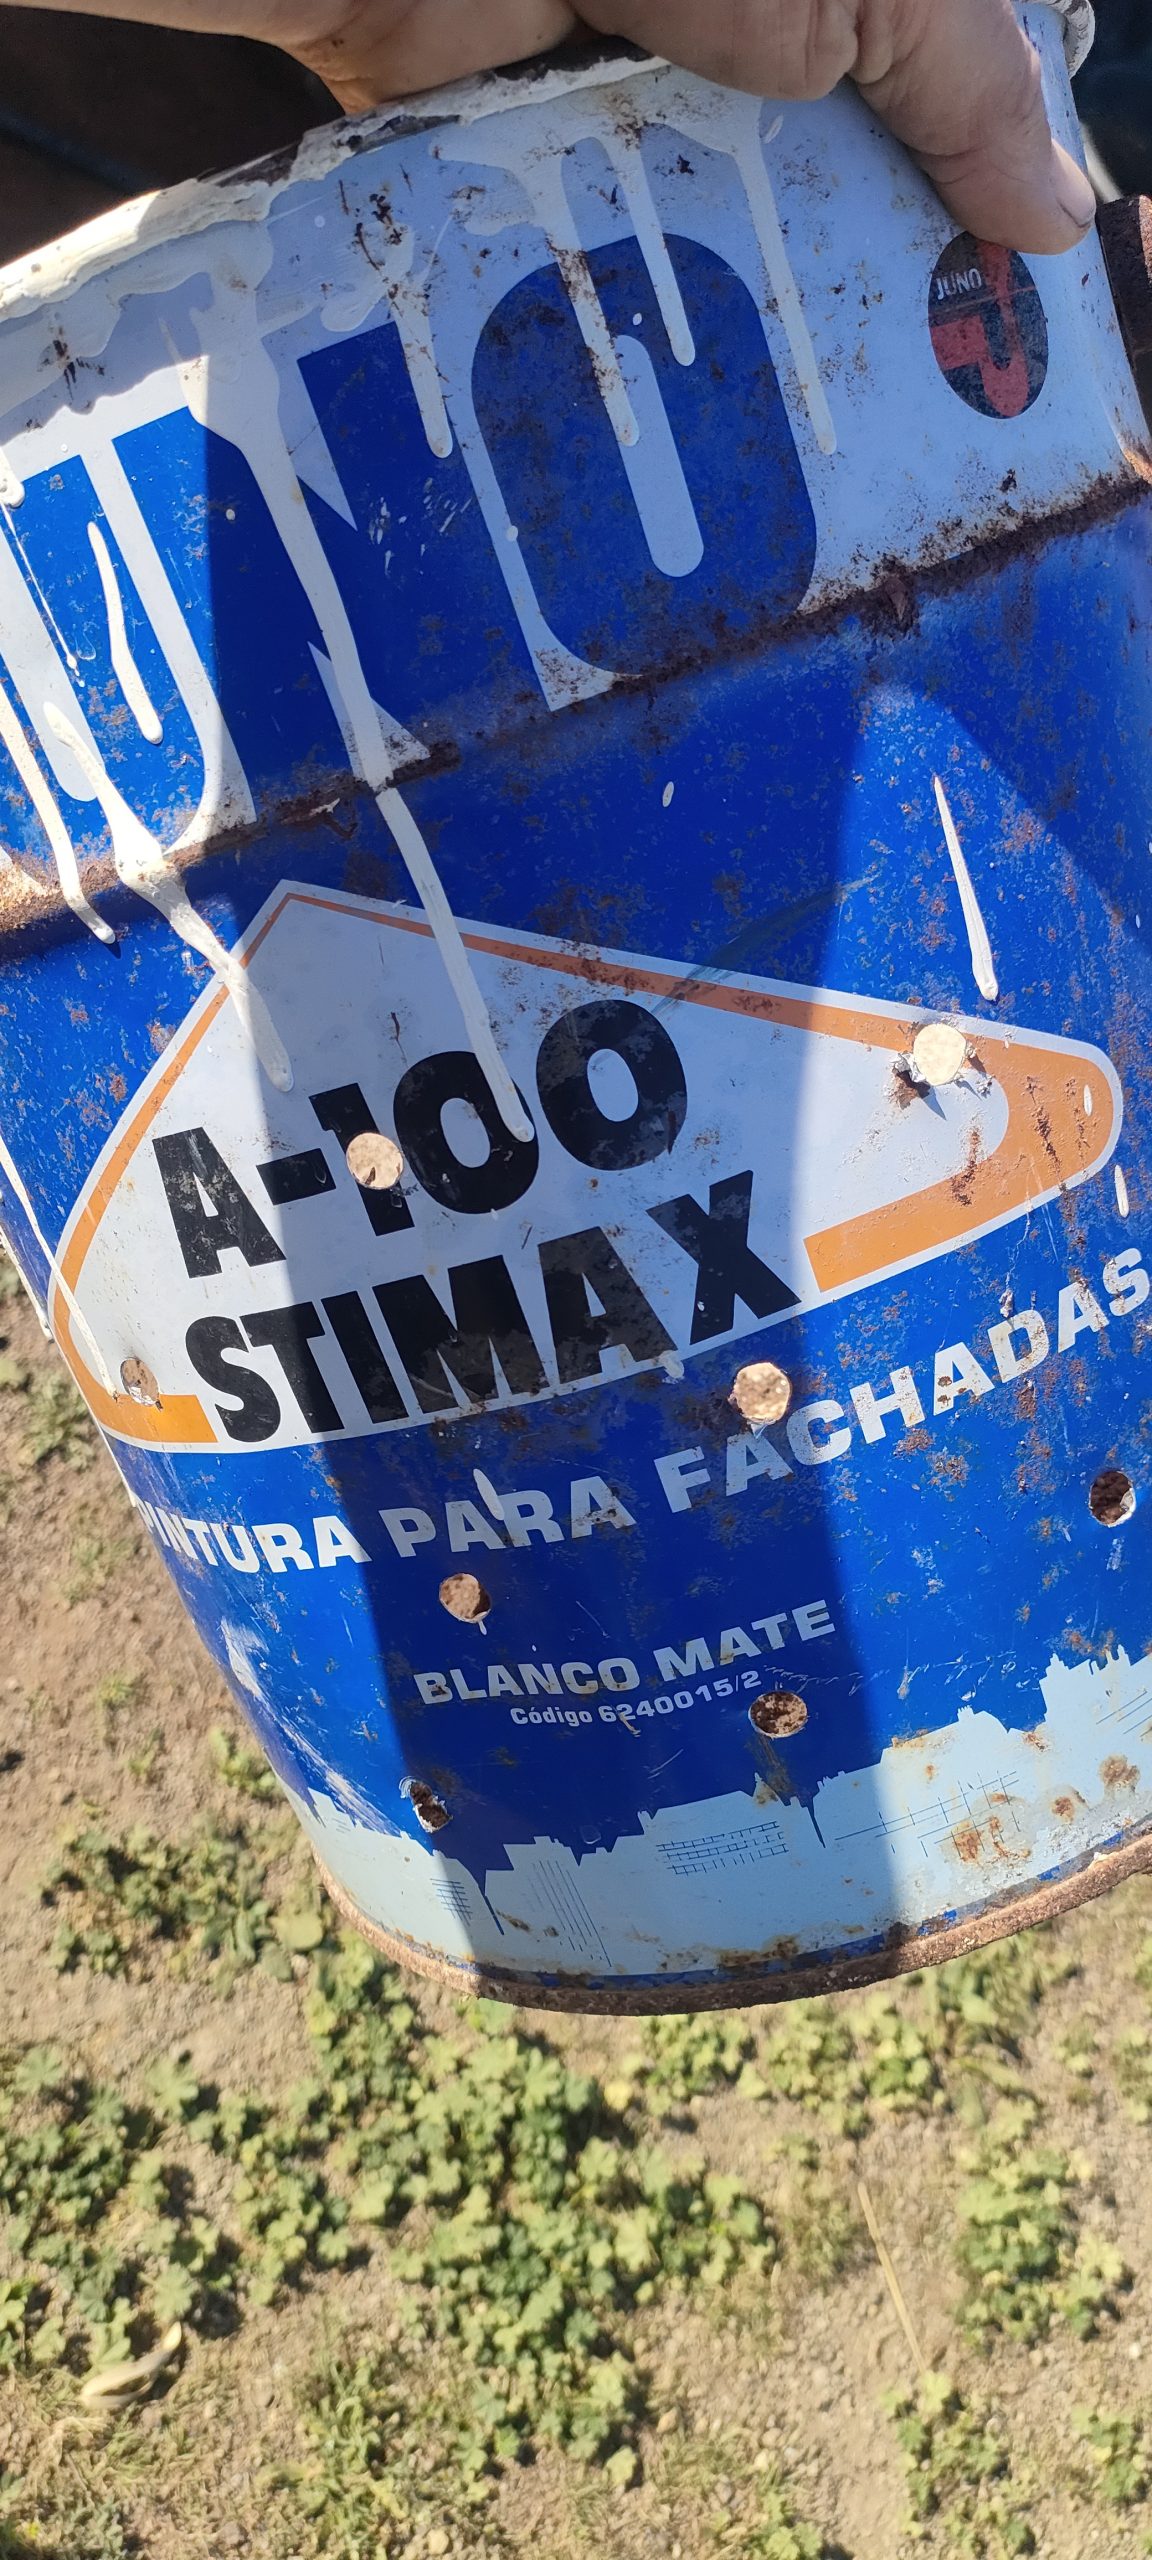 JUNO
JUNO
A-100
STIMAX
PINTURA PARA FACHADAS
BLANCO MATE
Código 6240015/2